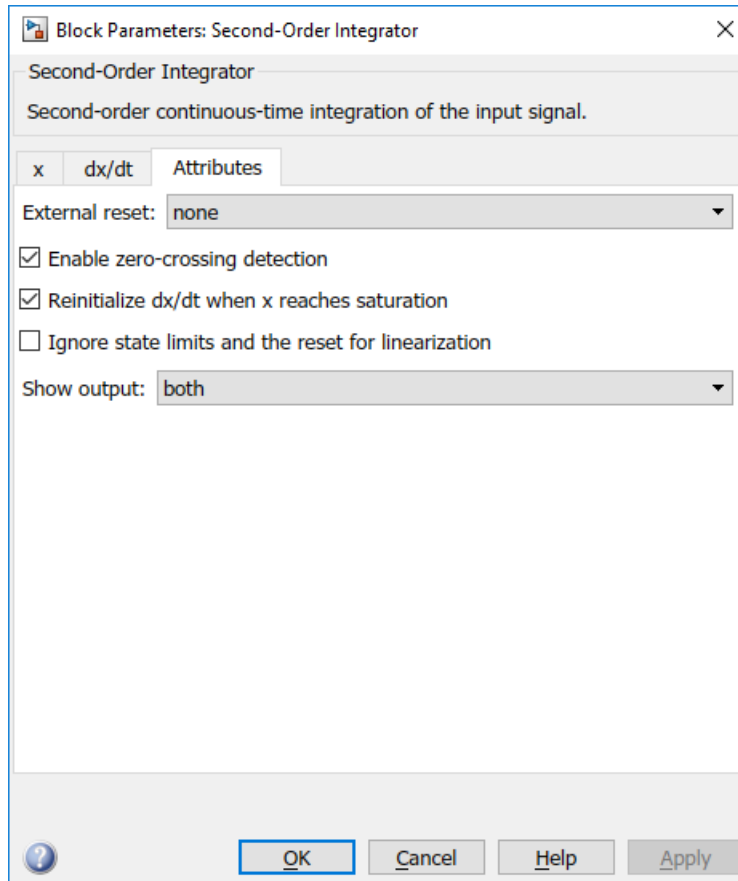 Block Parameters: Second-Order Integrator
Second-Order Integrator
Second-order continuous-time integration of the input signal.
x dx/dt Attributes
External reset: none
Enable zero-crossing detection
Reinitialize dx/dt when x reaches saturation
Ignore state limits and the reset for linearization
Show output: both
? OK Cancel Help Apply